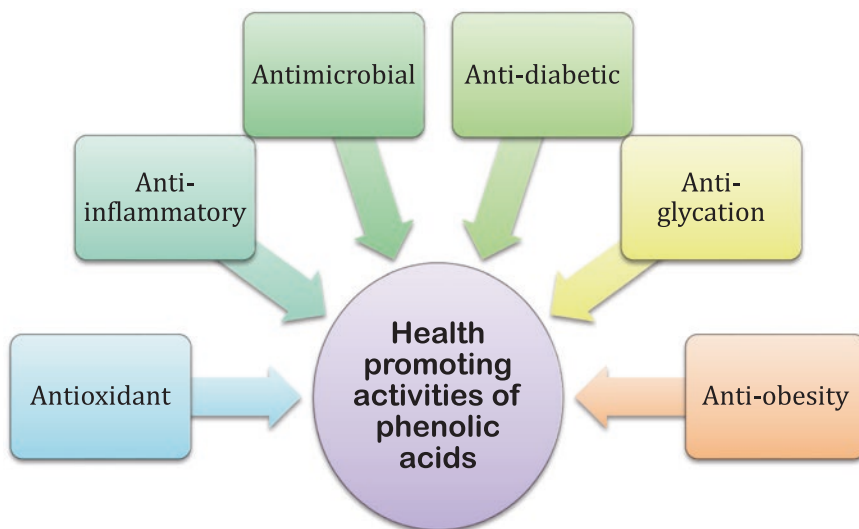 Antimicrobial
Anti-diabetic
Anti-
inflammatory
Anti-
glycation
Antioxidant
Health
promoting
activities of
phenolic
acids
Anti-obesity